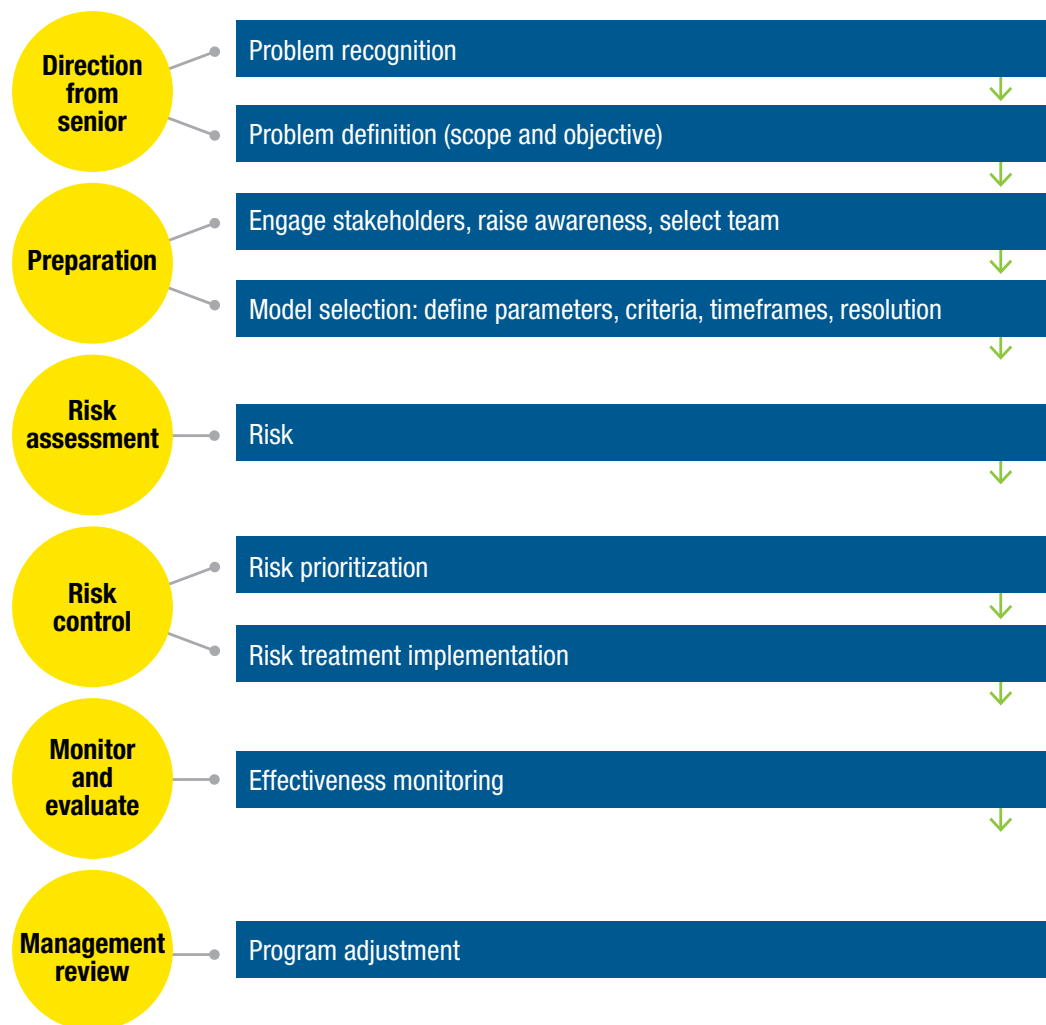 Direction
from
senior
Problem recognition
Problem definition (scope and objective)
Preparation
Engage stakeholders, raise awareness, select team
Model selection: define parameters, criteria, timeframes, resolution
Risk
assessment
Risk
Risk
control
Risk prioritization
Risk treatment implementation
Monitor
and
evaluate
Effectiveness monitoring
Management
review
Program adjustment